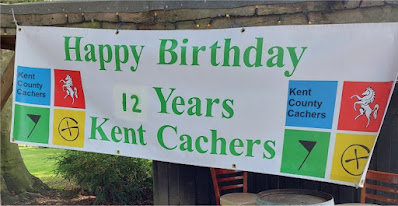 Happy Birthday
Kent
County
Cachers
12 Years
Kent
County
Cachers
Kent Cachers